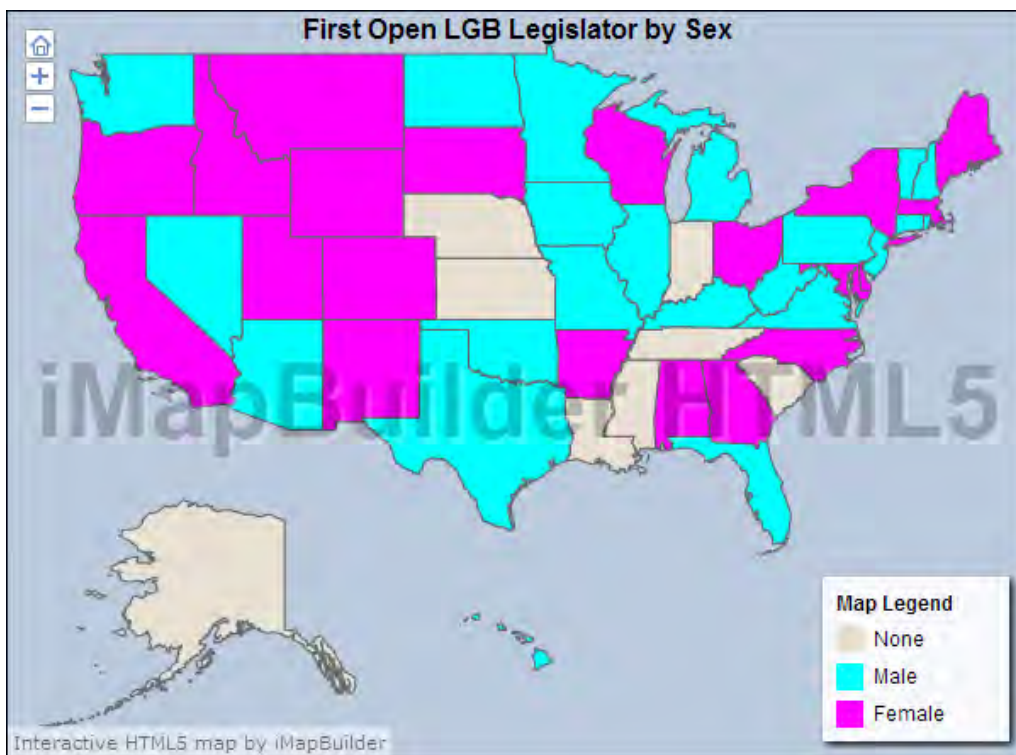 First Open LGB Legislator by Sex
+
−
iMapBuilder HTML5
Map Legend
None
Male
Female
Interactive HTML5 map by iMapBuilder